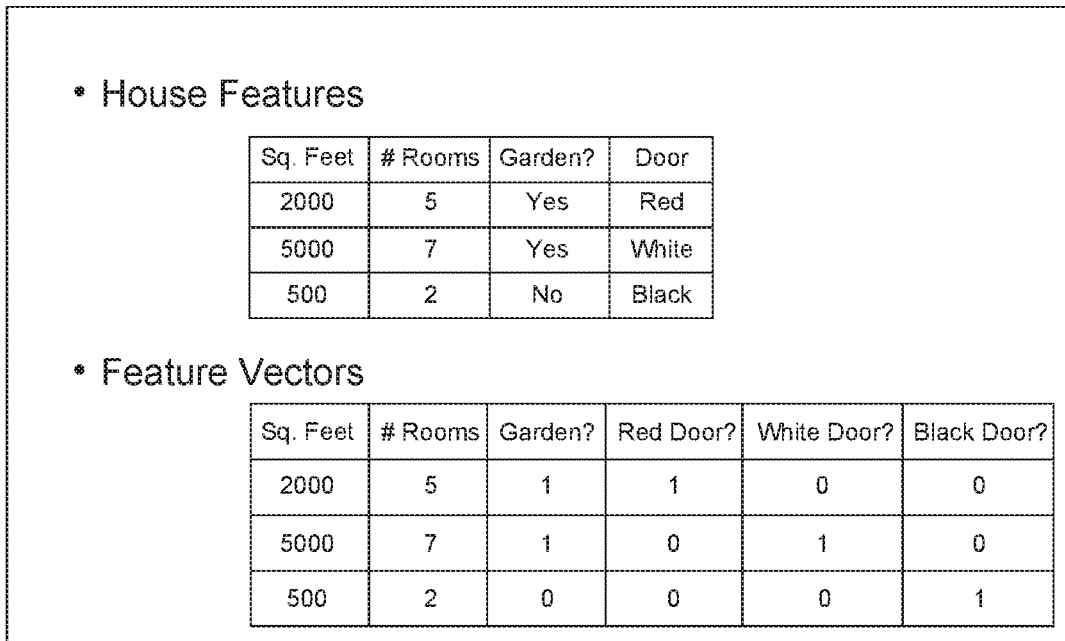 • House Features
Sq. Feet # Rooms Garden? Door
2000 5 Yes Red
5000 7 Yes White
500 2 No Black
• Feature Vectors
Sq. Feet # Rooms Garden? Red Door? White Door? Black Door?
2000 5 1 1 0 0
5000 7 1 0 1 0
500 2 0 0 0 1